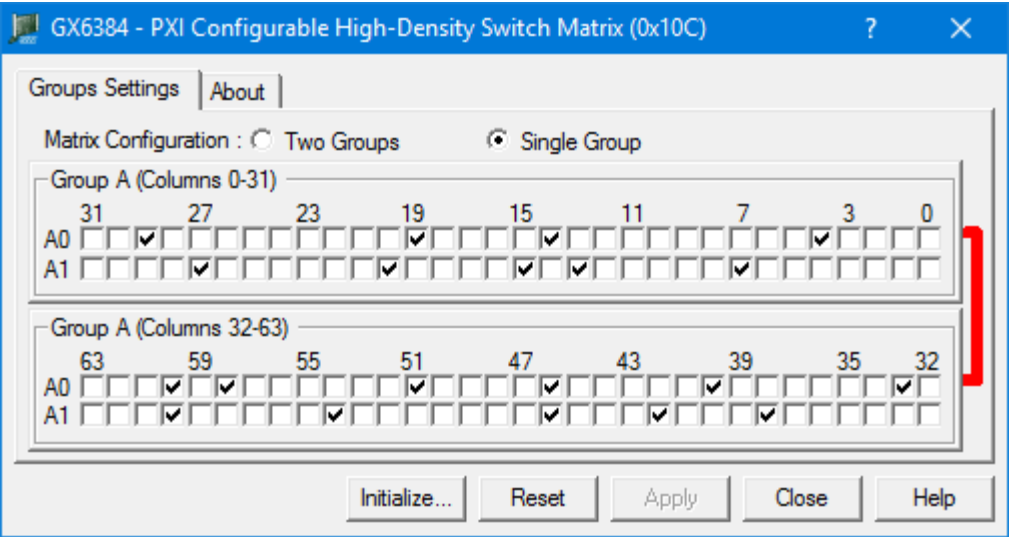 GX6384 - PXI Configurable High-Density Switch Matrix (0x10C) ?
Groups Settings About
Matrix Configuration : Two Groups Single Group
Group A (Columns 0-31)
31 27 23 19 15 11 7 3 0
A0
A1
Group A (Columns 32-63)
63 59 55 51 47 43 39 35 32
A0
A1
Initialize... Reset Apply Close Help